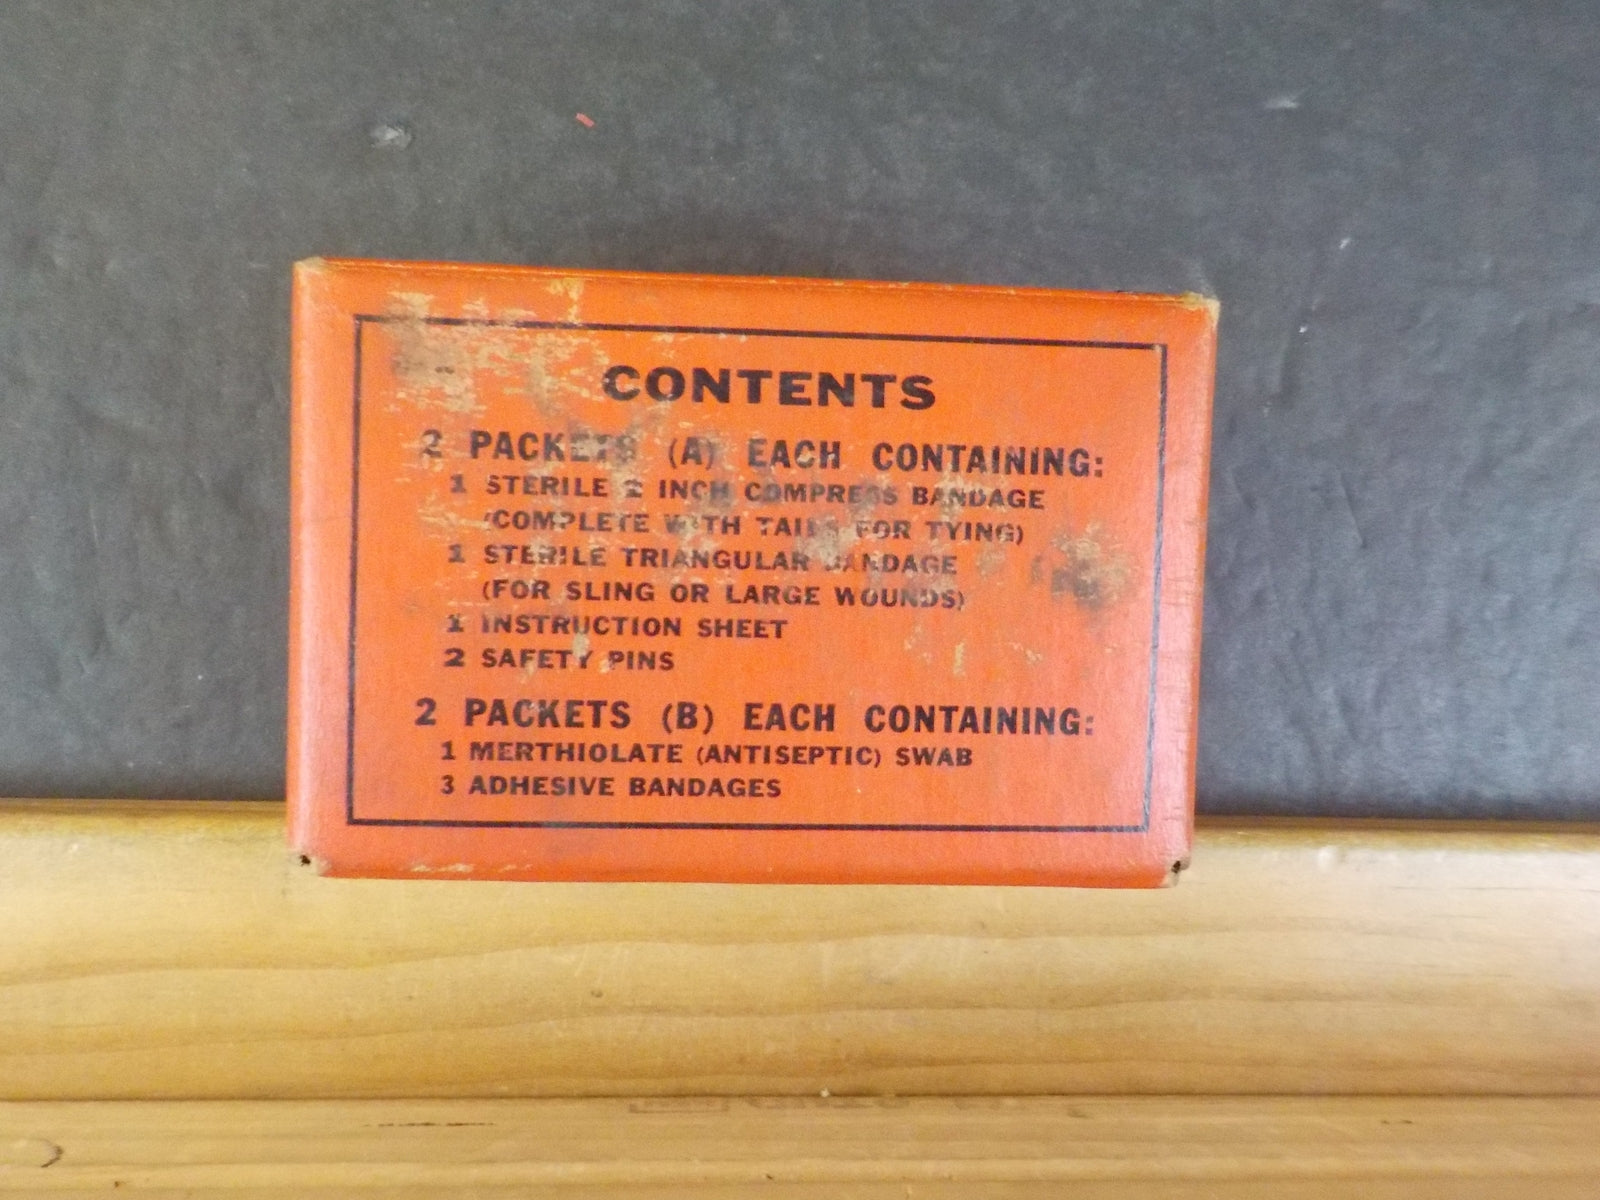 CONTENTS
2 PACKETS (A) EACH CONTAINING:
1 STERILE 2 INCH COMPRESS BANDAGE
(COMPLETE WITH TAILS FOR TYING)
1 STERILE TRIANGULAR BANDAGE
(FOR SLING OR LARGE WOUNDS)
1 INSTRUCTION SHEET
2 SAFETY PINS
2 PACKETS (B) EACH CONTAINING:
1 MERTHIOLATE (ANTISEPTIC) SWAB
3 ADHESIVE BANDAGES